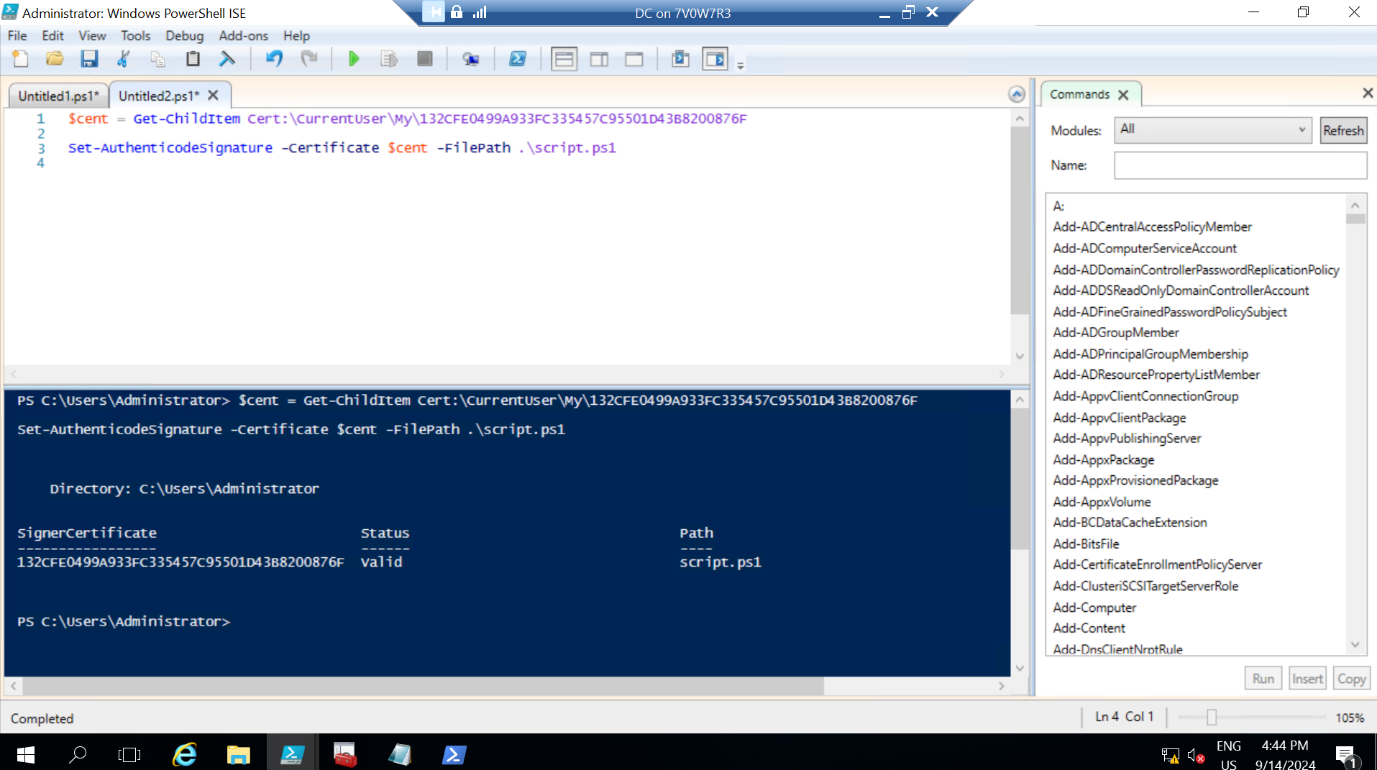 Administrator: Windows PowerShell ISE
DC on 7V0W7R3
File Edit View Tools Debug Add-ons Help
Untitled1.ps1* Untitled2.ps1*
1 $cent = Get-ChildItem Cert:\CurrentUser\My\132CFE0499A933FC335457C95501D43B8200876F
2
3 Set-AuthenticodeSignature -Certificate $cent -FilePath .\script.ps1
4
PS C:\Users\Administrator> $cent = Get-ChildItem Cert:\CurrentUser\My\132CFE0499A933FC335457C95501D43B8200876F
Set-AuthenticodeSignature -Certificate $cent -FilePath .\script.ps1
Directory: C:\Users\Administrator
SignerCertificate Status Path
----------------- ------ ----
132CFE0499A933FC335457C95501D43B8200876F Valid script.ps1
PS C:\Users\Administrator>
Commands
Modules: All Refresh
Name:
A:
Add-ADCentralAccessPolicyMember
Add-ADComputerServiceAccount
Add-ADDomainControllerPasswordReplicationPolicy
Add-ADDSReadOnlyDomainControllerAccount
Add-ADFineGrainedPasswordPolicySubject
Add-ADGroupMember
Add-ADPrincipalGroupMembership
Add-ADResourcePropertyListMember
Add-AppvClientConnectionGroup
Add-AppvClientPackage
Add-AppvPublishingServer
Add-AppxPackage
Add-AppxProvisionedPackage
Add-AppxVolume
Add-BCDataCacheExtension
Add-BitsFile
Add-CertificateEnrollmentPolicyServer
Add-ClusteriSCSITargetServerRole
Add-Computer
Add-Content
Add-DnsClientNrptRule
Run Insert Copy
Completed
Ln 4 Col 1
105%
ENG
US
4:44 PM
9/14/2024
1